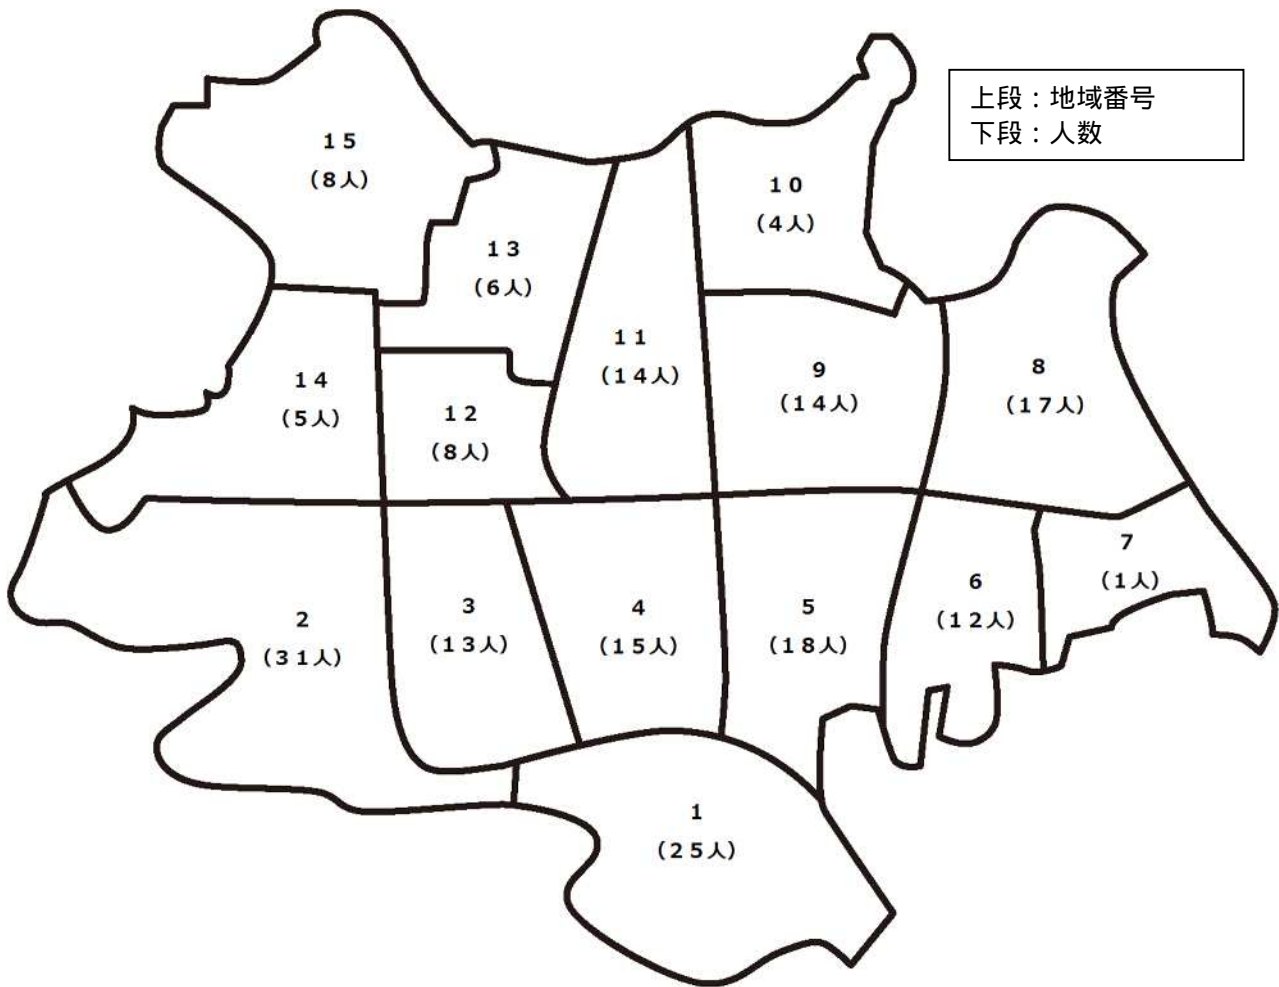 上段：地域番号
下段：人数
１５
（８人）
１０
（４人）
１３
（６人）
１１
（１４人）
９
（１４人）
８
（１７人）
１４
（５人）
１２
（８人）
７
（１人）
６
（１２人）
２
（３１人）
３
（１３人）
４
（１５人）
５
（１８人）
１
（２５人）